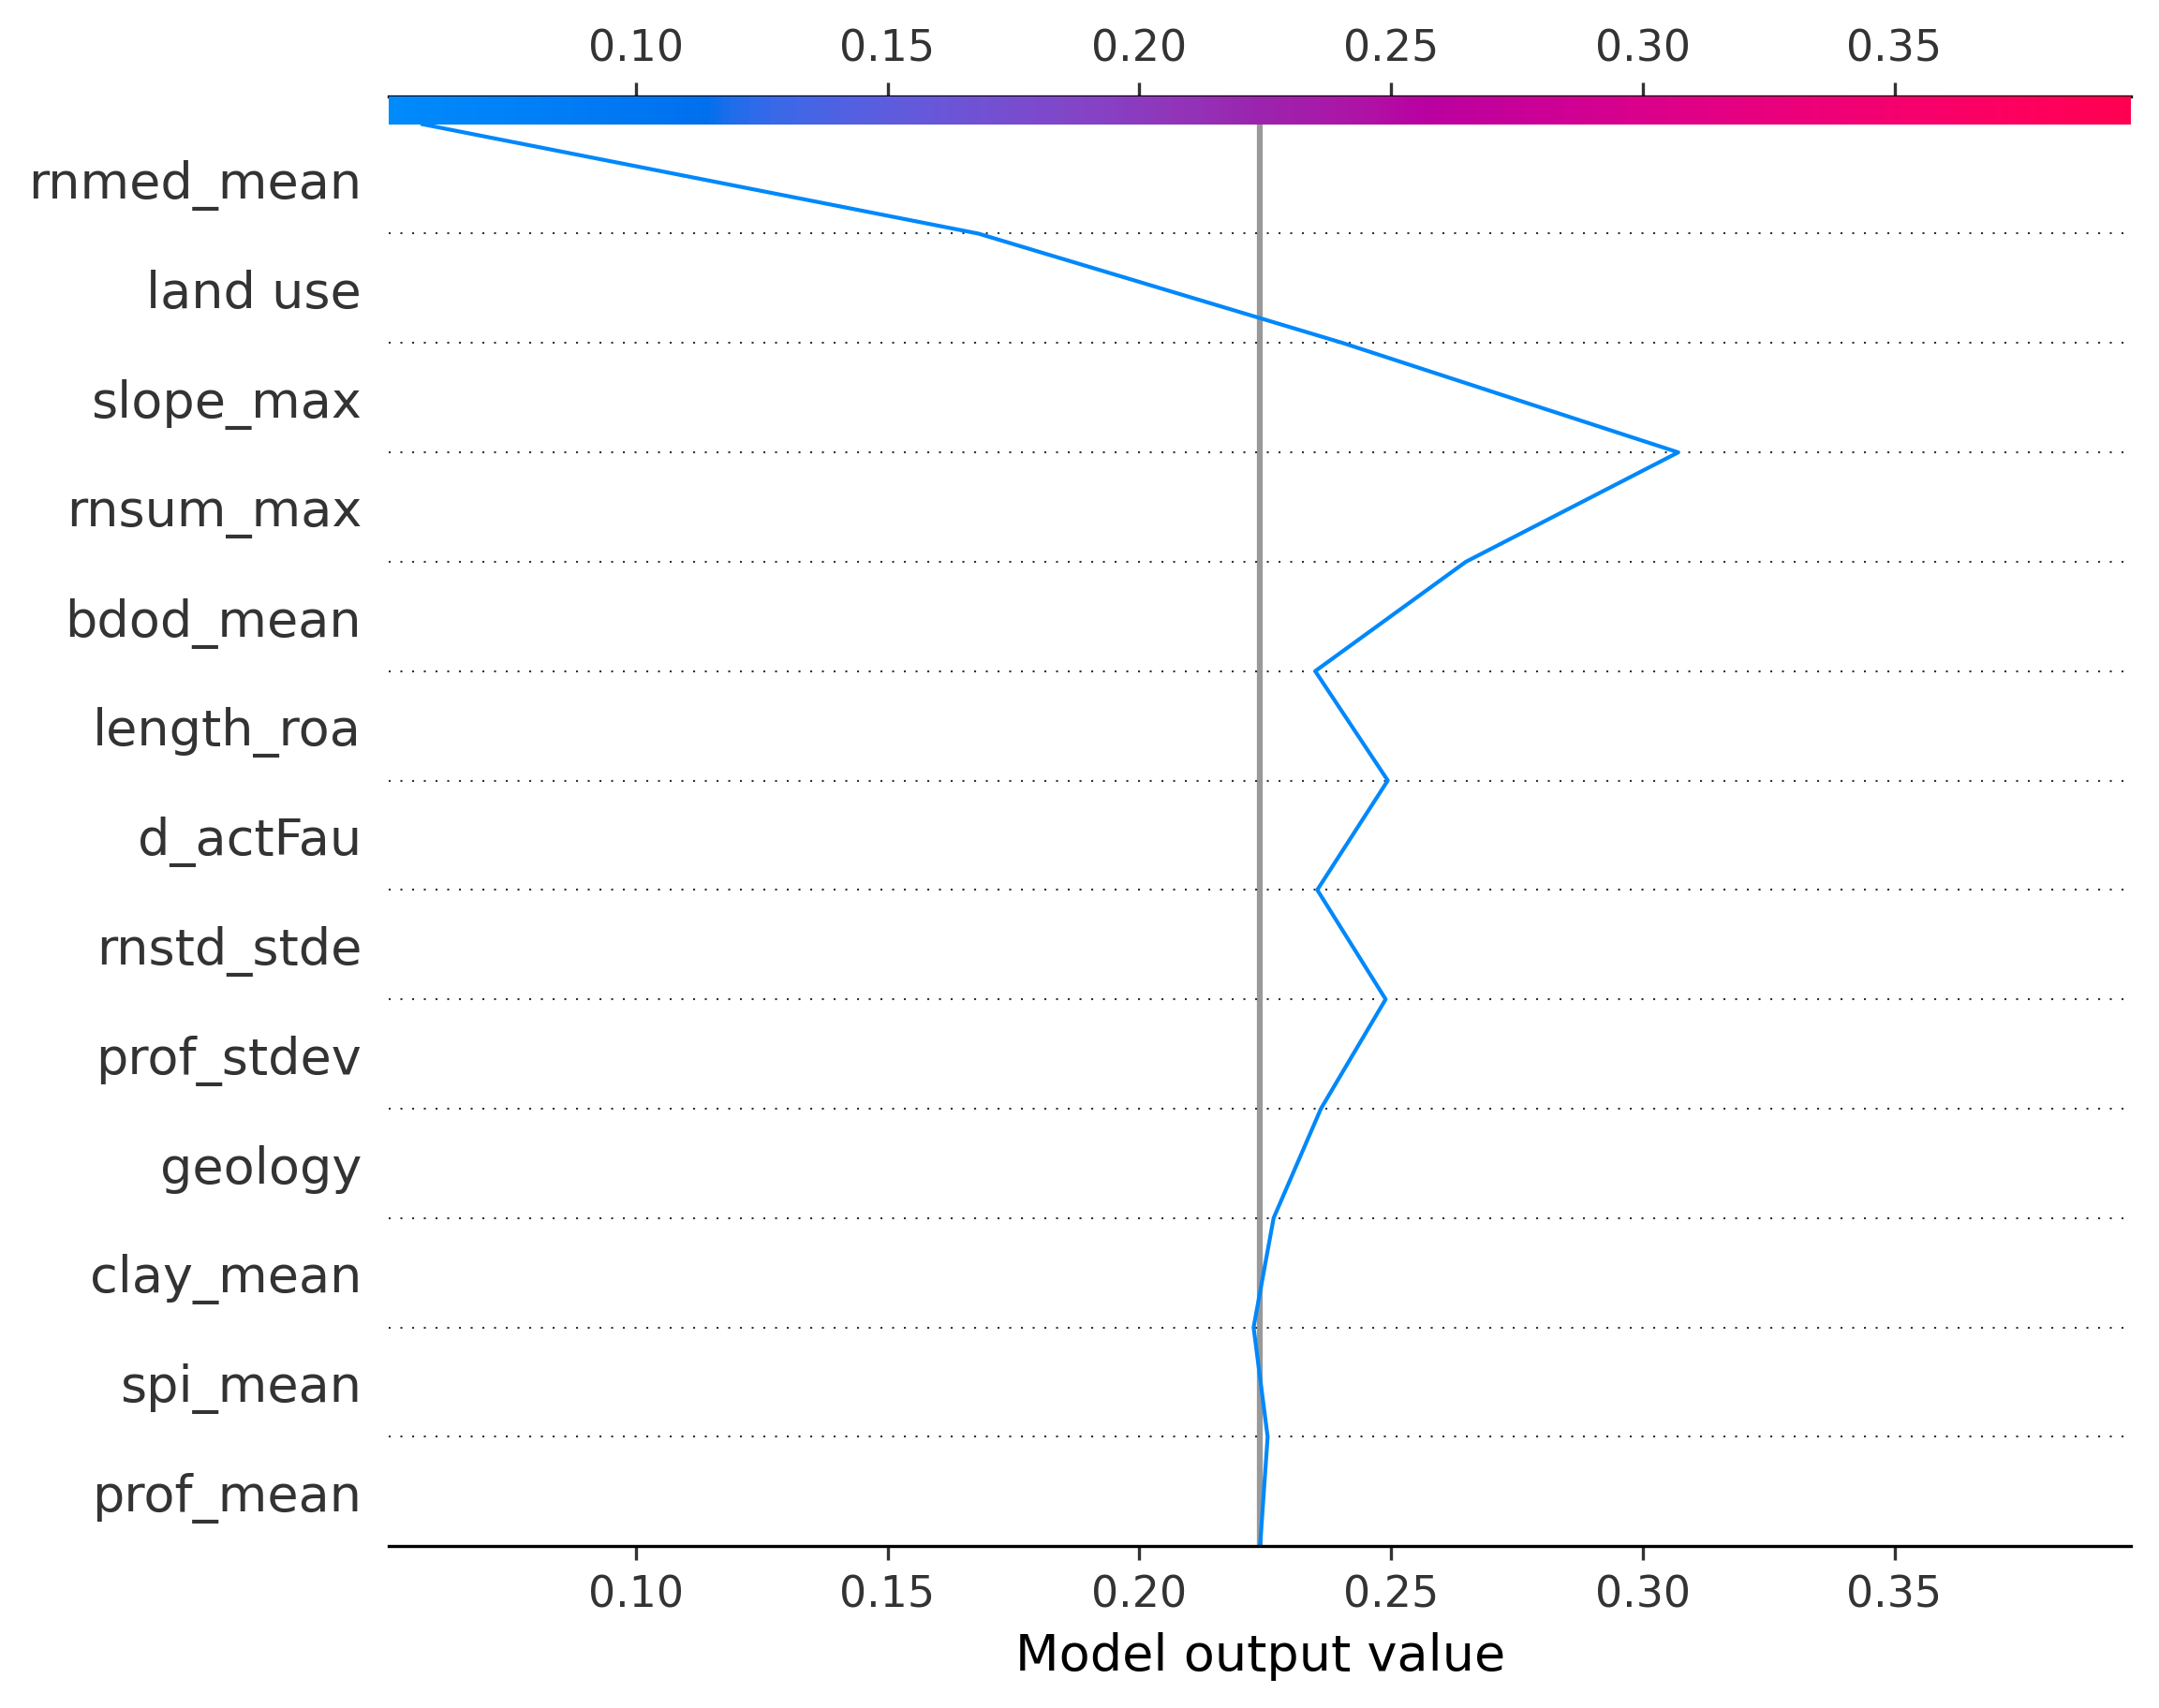 0.10 0.15 0.20 0.25 0.30 0.35
rnmed_mean
land use
slope_max
rnsum_max
bdod_mean
length_roa
d_actFau
rnstd_stde
prof_stdev
geology
clay_mean
spi_mean
prof_mean
0.10 0.15 0.20 0.25 0.30 0.35
Model output value